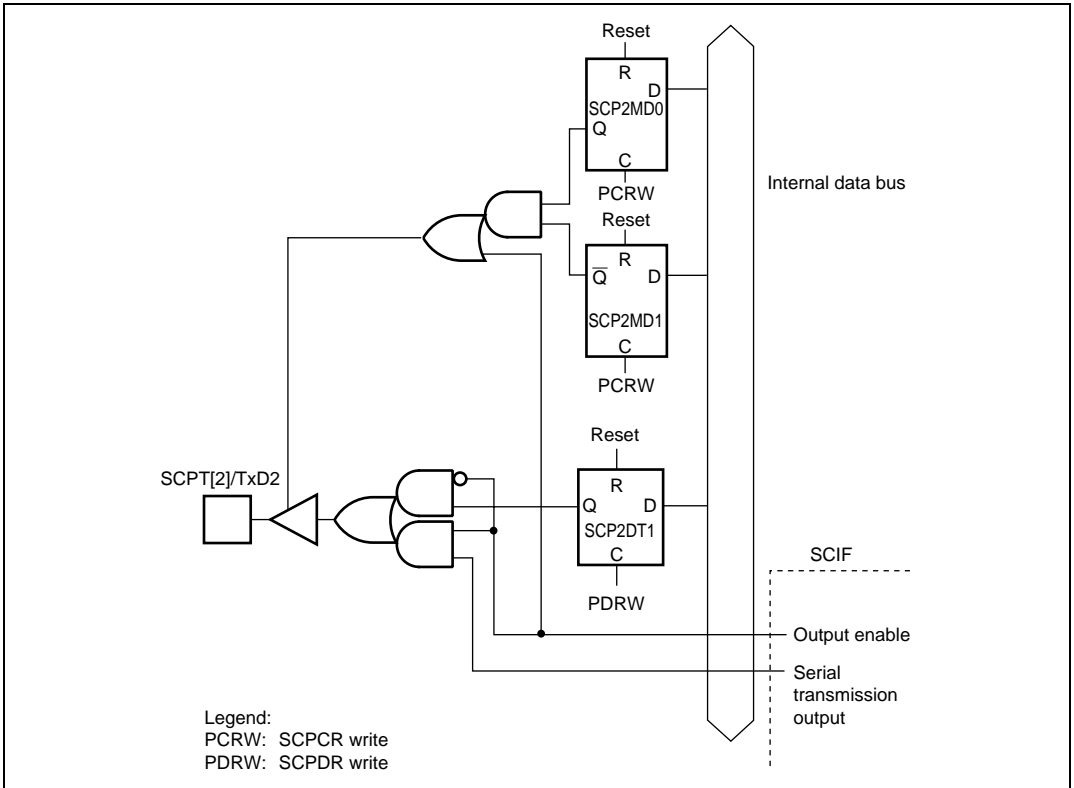 Reset
R
D
SCP2MD0
Q
C
PCRW
Internal data bus
Reset
R
Q̅
D
SCP2MD1
C
PCRW
Reset
SCPT[2]/TxD2
R
Q
D
SCP2DT1
C
SCIF
PDRW
Output enable
Serial
transmission
output
Legend:
PCRW: SCPCR write
PDRW: SCPDR write